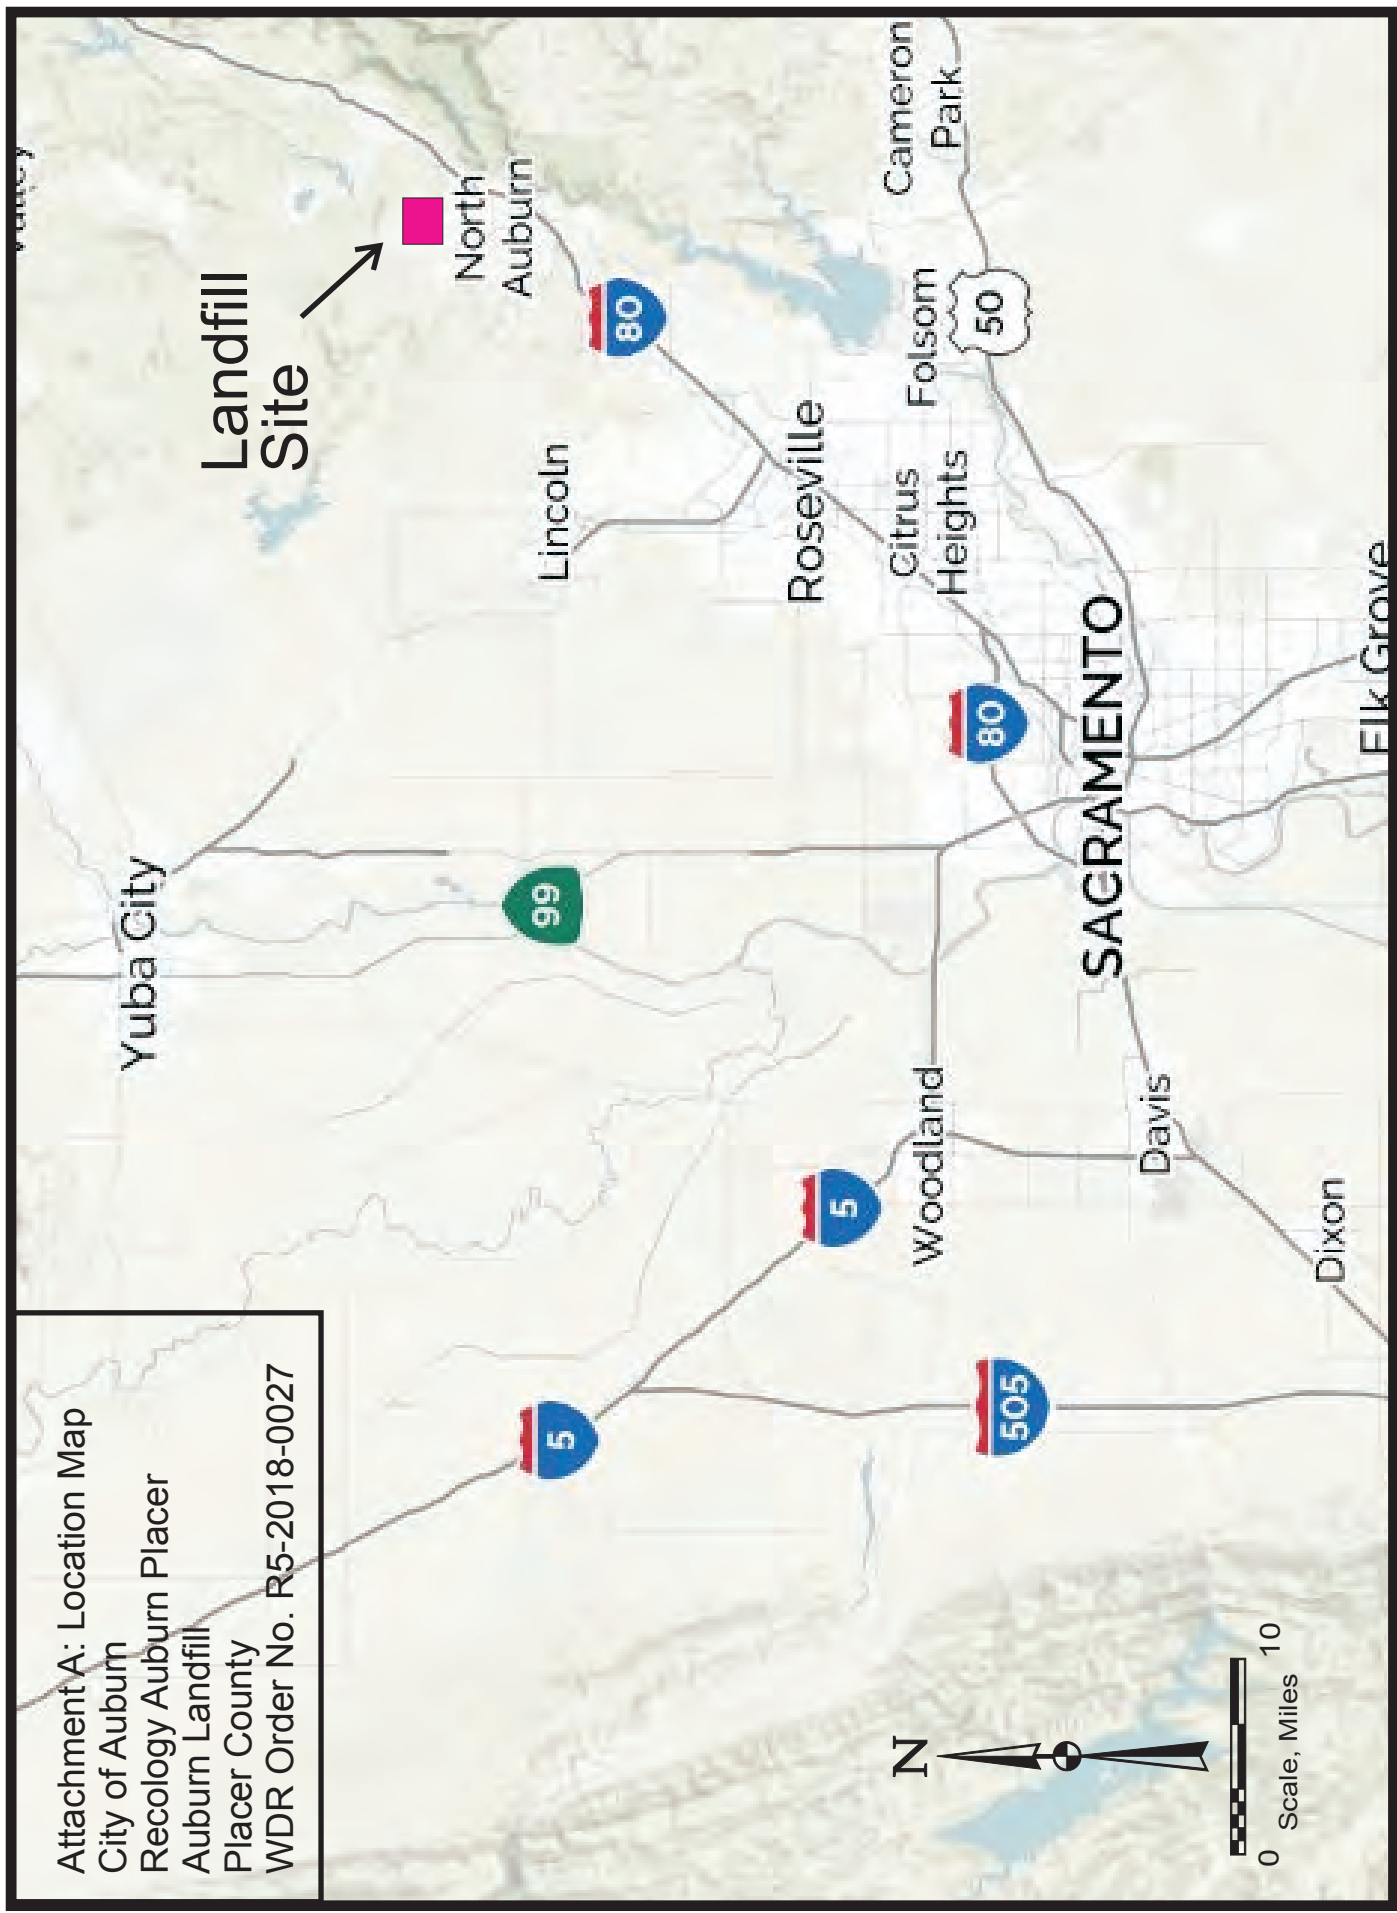 Attachment A: Location Map
City of Auburn
Recology Auburn Placer
Auburn Landfill
Placer County
WDR Order No. R5-2018-0027
Landfill
Site
Yuba City
North
Auburn
99
5
80
Lincoln
Roseville
5
Citrus
Heights
Folsom
Cameron
Park
Woodland
80
50
505
SACRAMENTO
Davis
Dixon
Elk Grove
N
0
10
Scale, Miles